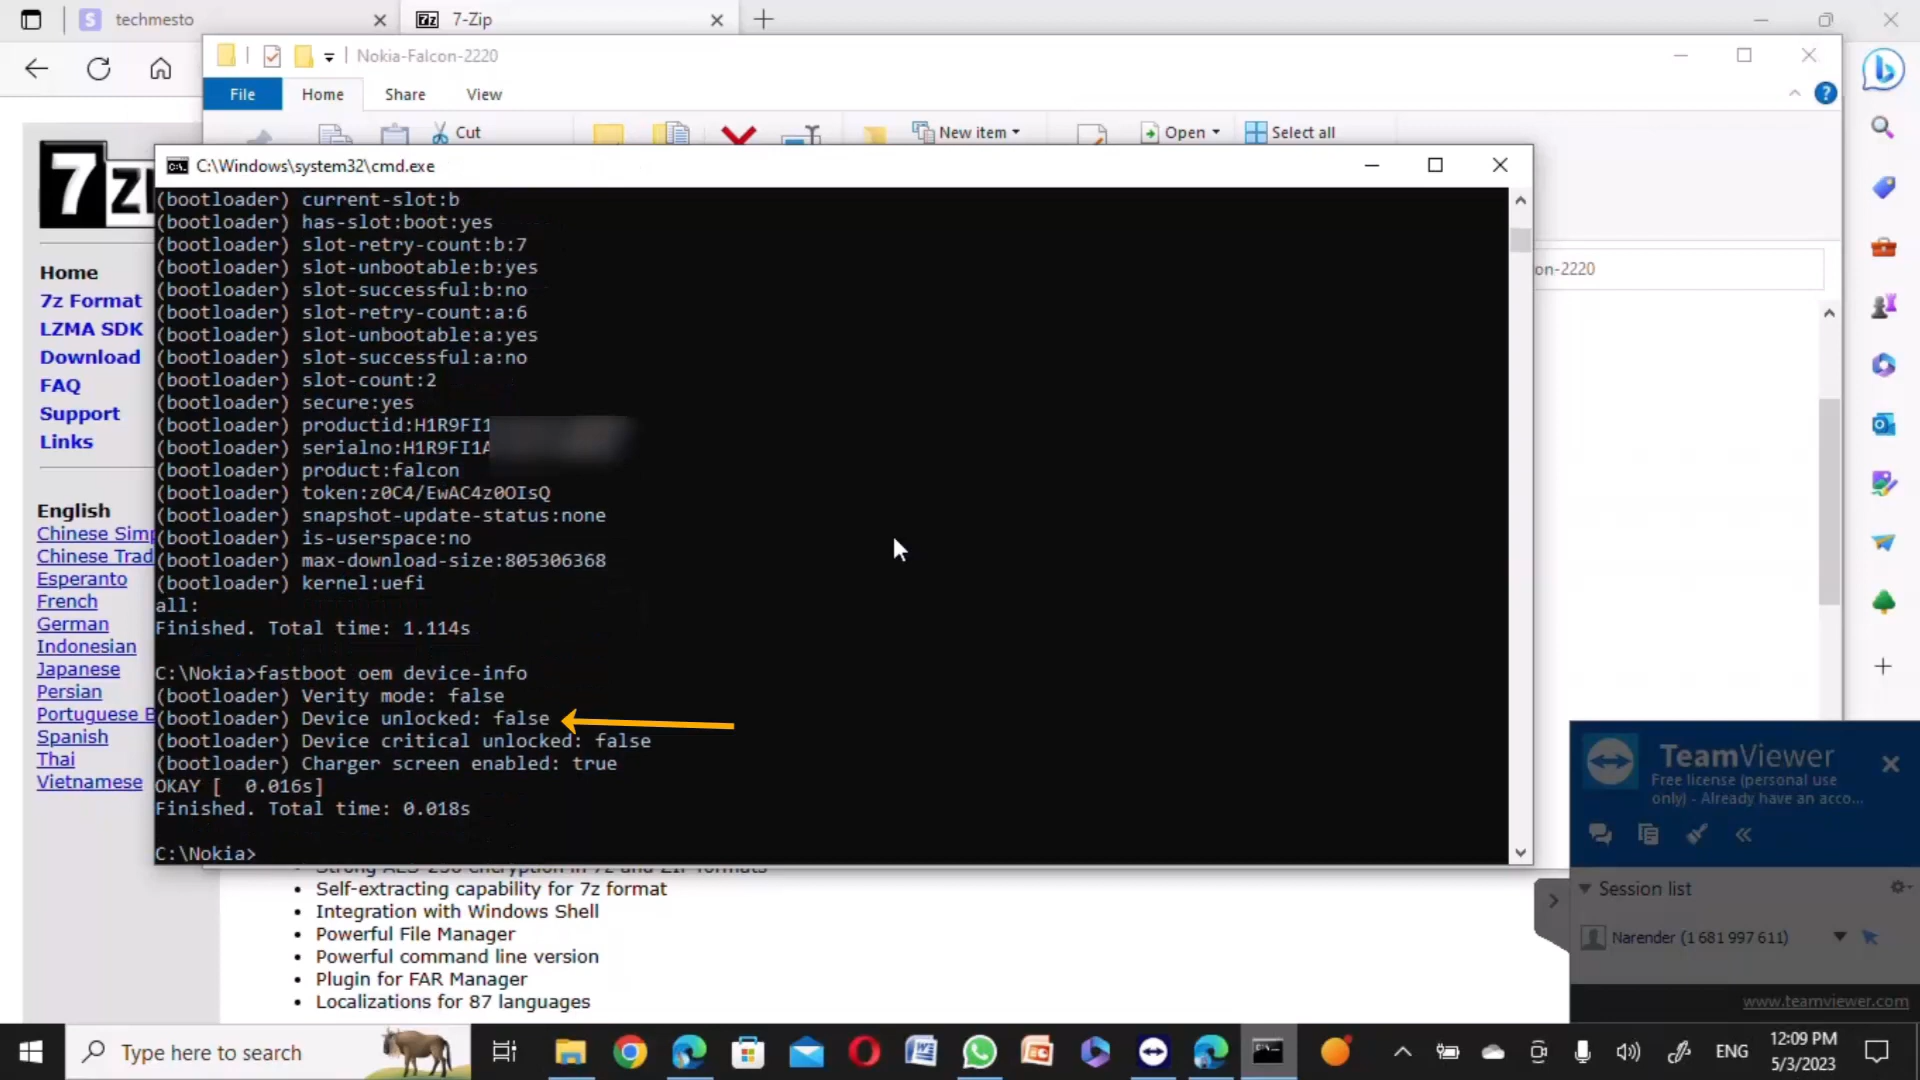 techmesto
7-Zip
Nokia-Falcon-2220
File
Home
Share
View
Cut
New item
Open
Select all
on-2220
C:\Windows\system32\cmd.exe
(bootloader) current-slot:b
(bootloader) has-slot:boot:yes
(bootloader) slot-retry-count:b:7
(bootloader) slot-unbootable:b:yes
(bootloader) slot-successful:b:no
(bootloader) slot-retry-count:a:6
(bootloader) slot-unbootable:a:yes
(bootloader) slot-successful:a:no
(bootloader) slot-count:2
(bootloader) secure:yes
(bootloader) productid:H1R9FI1
(bootloader) serialno:H1R9FI1A
(bootloader) product:falcon
(bootloader) token:z0C4/EwAC4z0OIsQ
(bootloader) snapshot-update-status:none
(bootloader) is-userspace:no
(bootloader) max-download-size:805306368
(bootloader) kernel:uefi
all:
Finished. Total time: 1.114s
C:\Nokia>fastboot oem device-info
(bootloader) Verity mode: false
(bootloader) Device unlocked: false
(bootloader) Device critical unlocked: false
(bootloader) Charger screen enabled: true
OKAY [  0.016s]
Finished. Total time: 0.018s
C:\Nokia>
7zi
Home
7z Format
LZMA SDK
Download
FAQ
Support
Links
English
Chinese Simp
Chinese Trad
Esperanto
French
German
Indonesian
Japanese
Persian
Portuguese B
Spanish
Thai
Vietnamese
Strong AES-256 encryption in 7z and ZIP formats
• Self-extracting capability for 7z format
• Integration with Windows Shell
• Powerful File Manager
• Powerful command line version
• Plugin for FAR Manager
• Localizations for 87 languages
TeamViewer
Free license (personal use
only) - Already have an acco...
Session list
Narender (1 681 997 611)
www.teamviewer.com
Type here to search
ENG
12:09 PM
5/3/2023